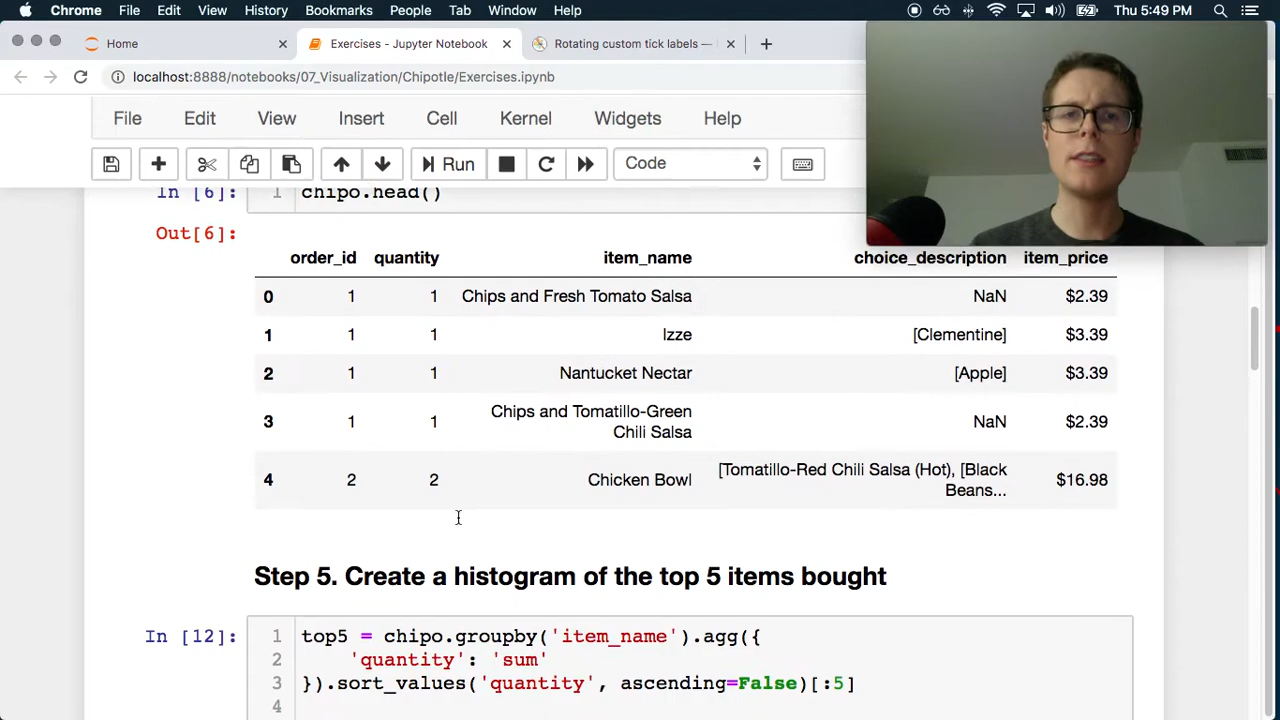 Chrome File Edit View History Bookmarks People Tab Window Help Thu 5:49 PM
Home Exercises - Jupyter Notebook Rotating custom tick labels —
localhost:8888/notebooks/07_Visualization/Chipotle/Exercises.ipynb
File Edit View Insert Cell Kernel Widgets Help
Run Code
In [6]: 1 chipo.head()
Out[6]:
order_id quantity item_name choice_description item_price
0 1 1 Chips and Fresh Tomato Salsa NaN $2.39
1 1 1 Izze [Clementine] $3.39
2 1 1 Nantucket Nectar [Apple] $3.39
3 1 1 Chips and Tomatillo-Green Chili Salsa NaN $2.39
4 2 2 Chicken Bowl [Tomatillo-Red Chili Salsa (Hot), [Black Beans... $16.98
Step 5. Create a histogram of the top 5 items bought
In [12]: 1 top5 = chipo.groupby('item_name').agg({
2 'quantity': 'sum'
3 }).sort_values('quantity', ascending=False)[:5]
4